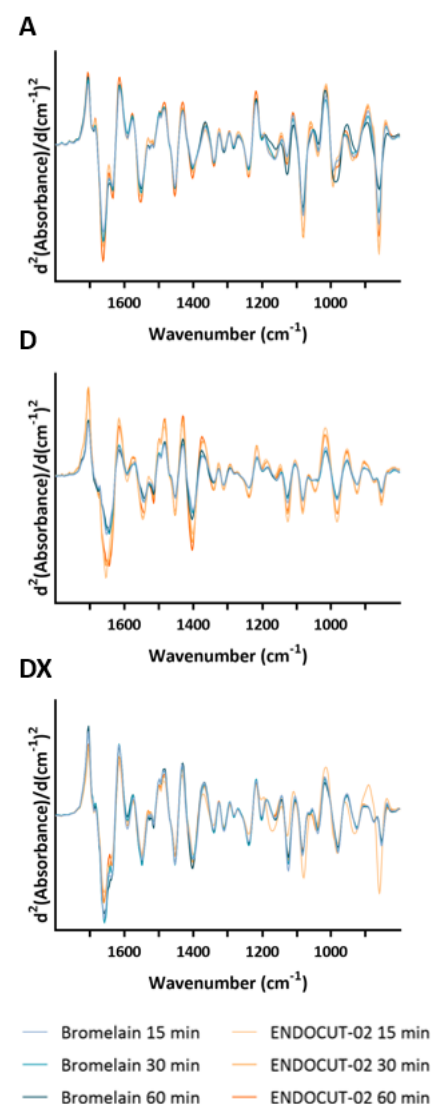 A
d²(Absorbance)/d(cm⁻¹)²
1600 1400 1200 1000
Wavenumber (cm⁻¹)
D
d²(Absorbance)/d(cm⁻¹)²
1600 1400 1200 1000
Wavenumber (cm⁻¹)
DX
d²(Absorbance)/d(cm⁻¹)²
1600 1400 1200 1000
Wavenumber (cm⁻¹)
Bromelain 15 min ENDOCUT-02 15 min
Bromelain 30 min ENDOCUT-02 30 min
Bromelain 60 min ENDOCUT-02 60 min